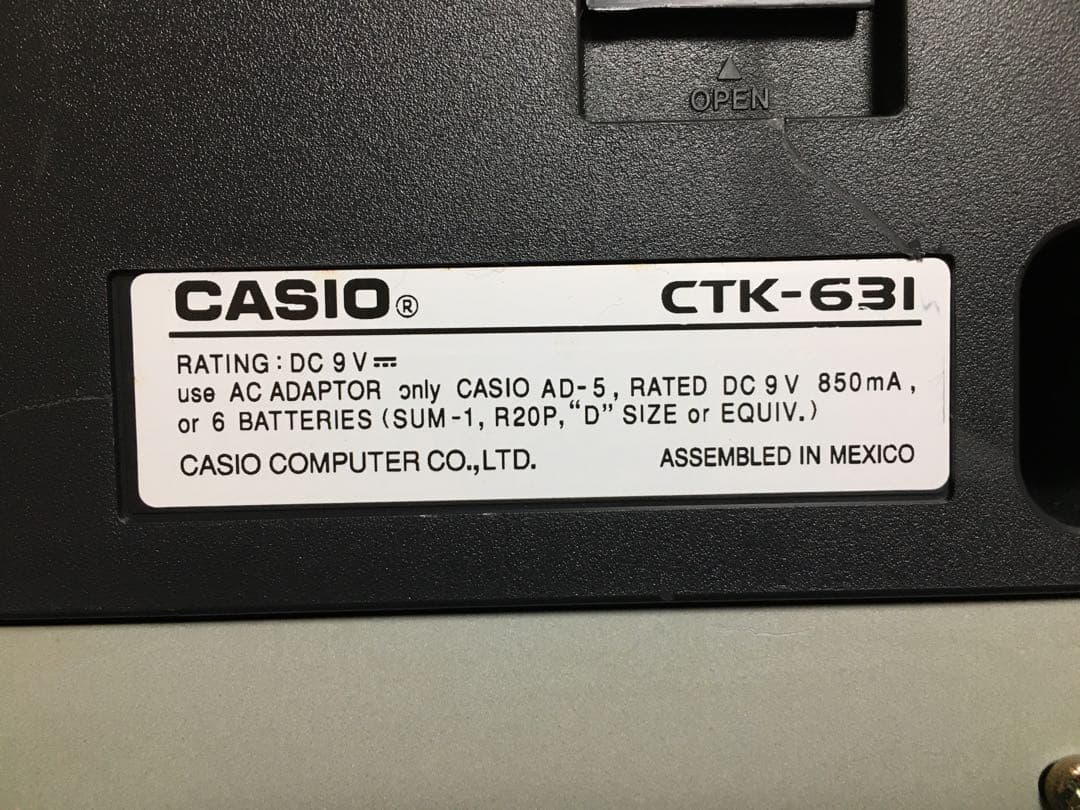 OPEN
CASIO® CTK-631
RATING : DC 9 V ⎓
use AC ADAPTOR only CASIO AD-5, RATED DC 9 V 850mA,
or 6 BATTERIES (SUM-1, R20P, “D” SIZE or EQUIV.)
CASIO COMPUTER CO.,LTD. ASSEMBLED IN MEXICO